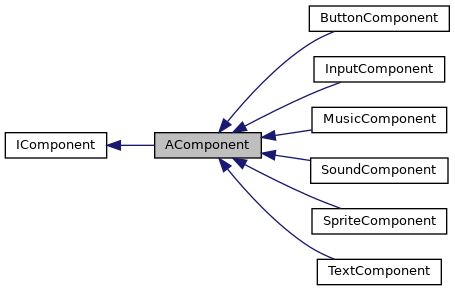 ButtonComponent
InputComponent
MusicComponent
IComponent
AComponent
SoundComponent
SpriteComponent
TextComponent